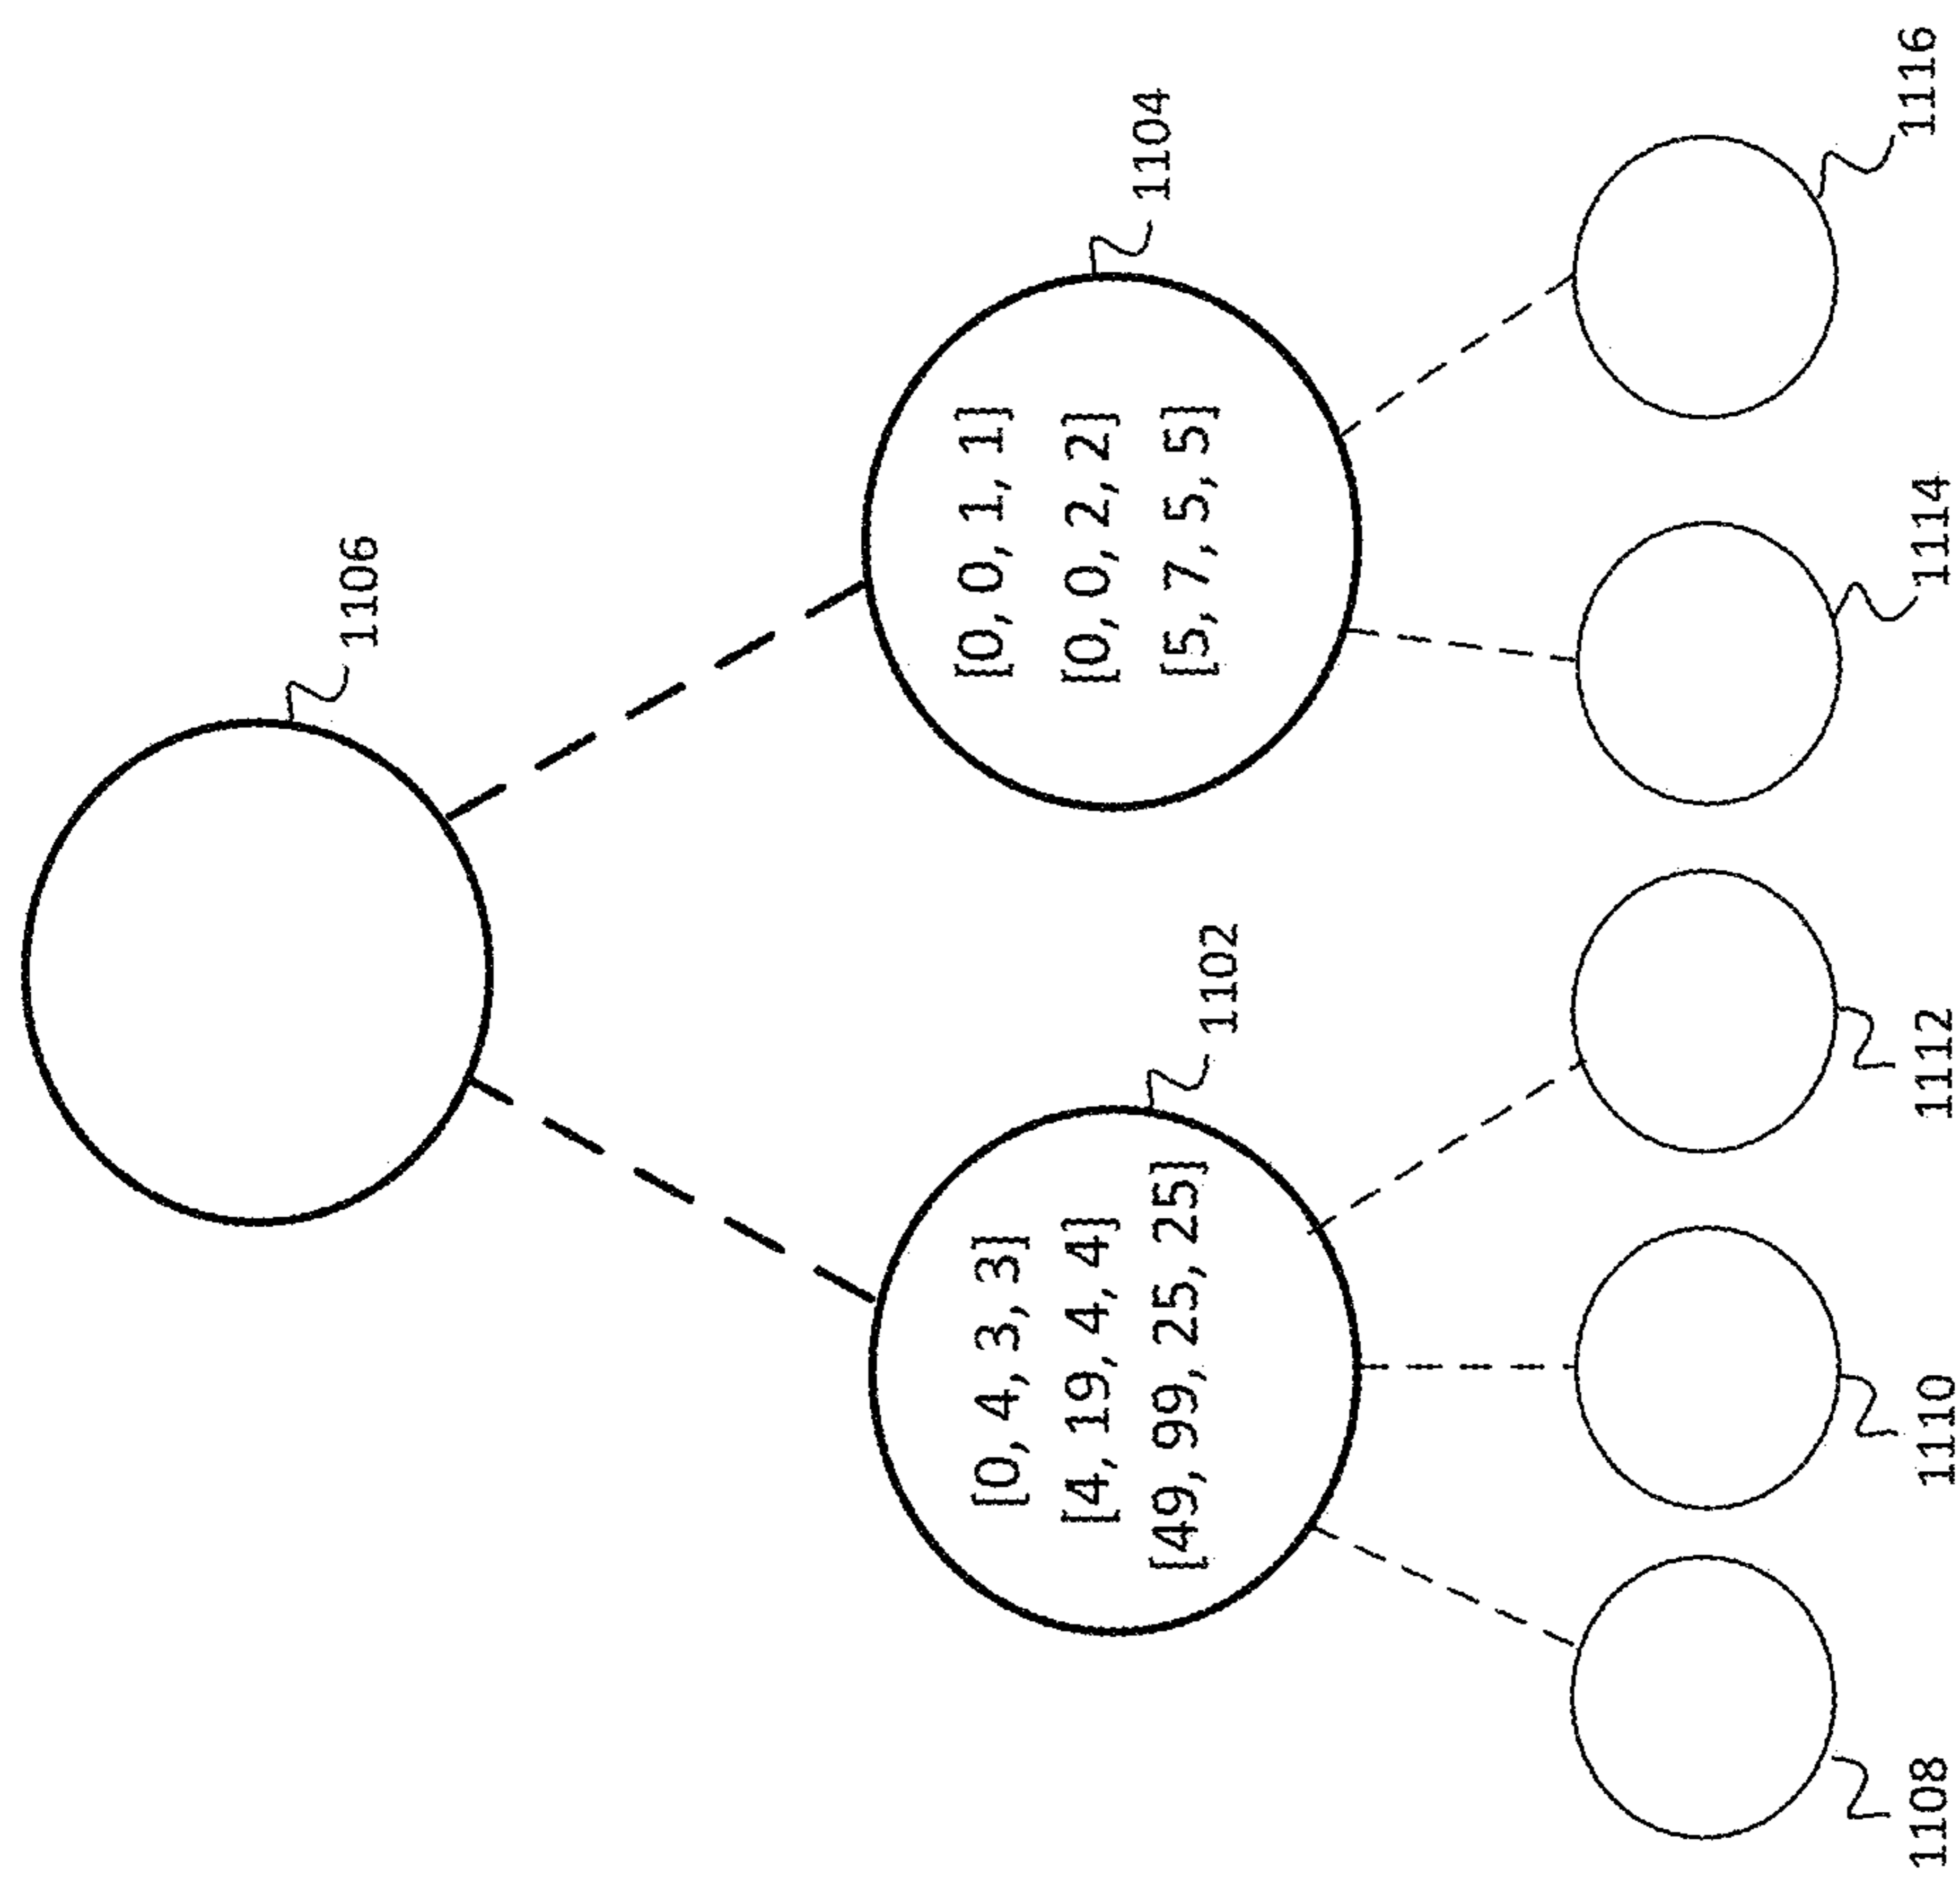 1106
[0, 4, 3, 3]
[4, 19, 4, 4]
[49, 99, 25, 25]
1102
[0, 0, 1, 1]
[0, 0, 2, 2]
[5, 7, 5, 5]
1104
1108
1110
1112
1114
1116